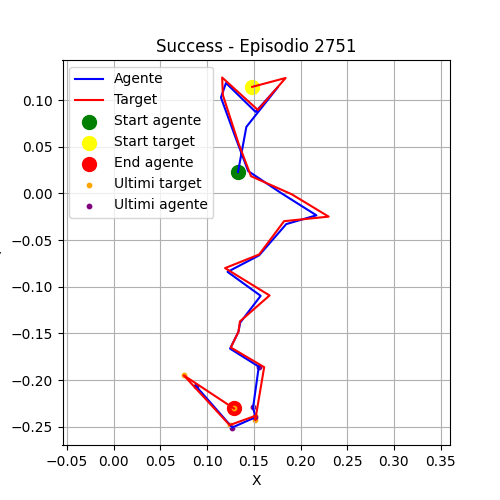 Success - Episodio 2751
Agente
Target
Start agente
Start target
End agente
Ultimi target
Ultimi agente
0.10
0.05
0.00
−0.05
−0.10
−0.15
−0.20
−0.25
−0.05 0.00 0.05 0.10 0.15 0.20 0.25 0.30 0.35
X